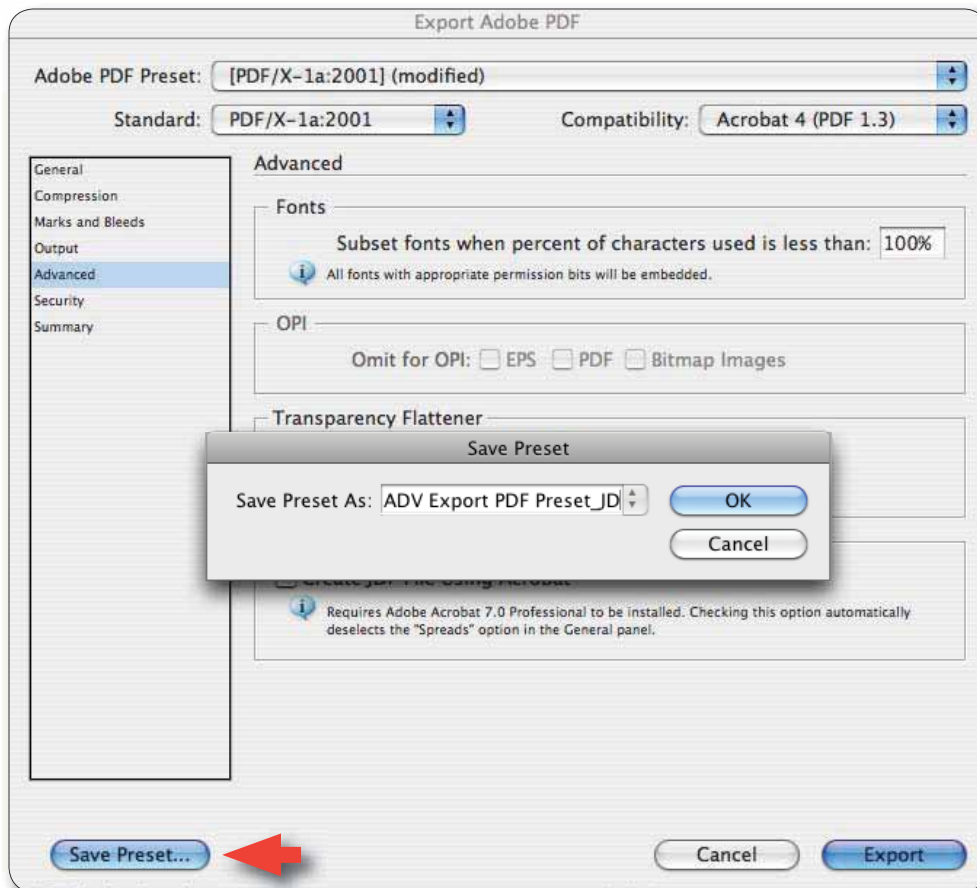 Export Adobe PDF
Adobe PDF Preset: [PDF/X-1a:2001] (modified)
Standard: PDF/X-1a:2001 Compatibility: Acrobat 4 (PDF 1.3)
General
Compression
Marks and Bleeds
Output
Advanced
Security
Summary
Advanced
Fonts
Subset fonts when percent of characters used is less than: 100%
All fonts with appropriate permission bits will be embedded.
OPI
Omit for OPI: EPS PDF Bitmap Images
Transparency Flattener
Save Preset
Save Preset As: ADV Export PDF Preset_JD
OK
Cancel
Create JDF File Using Acrobat
Requires Adobe Acrobat 7.0 Professional to be installed. Checking this option automatically
deselects the "Spreads" option in the General panel.
Save Preset... Cancel Export